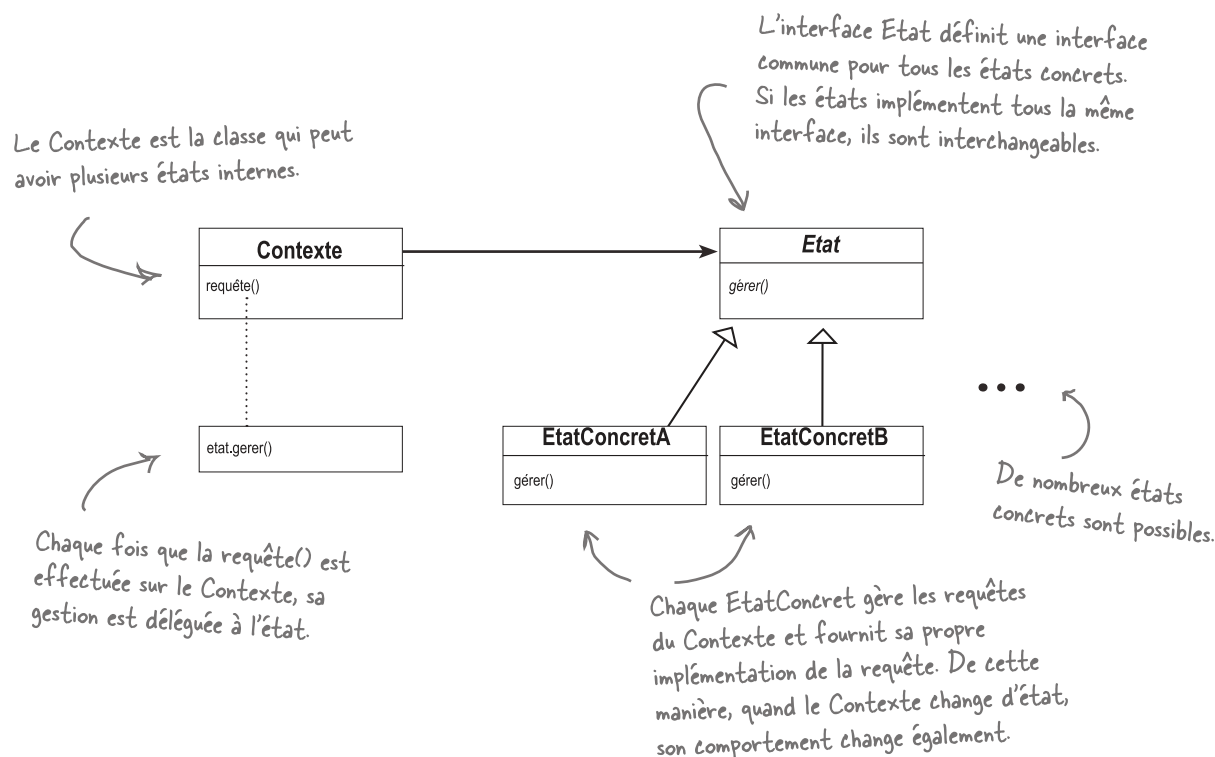 L'interface Etat définit une interface
commune pour tous les états concrets.
Si les états implémentent tous la même
interface, ils sont interchangeables.
Le Contexte est la classe qui peut
avoir plusieurs états internes.
Contexte
requête()
Etat
gérer()
etat.gerer()
EtatConcretA
gérer()
EtatConcretB
gérer()
De nombreux états
concrets sont possibles.
Chaque fois que la requête() est
effectuée sur le Contexte, sa
gestion est déléguée à l'état.
Chaque EtatConcret gère les requêtes
du Contexte et fournit sa propre
implémentation de la requête. De cette
manière, quand le Contexte change d'état,
son comportement change également.